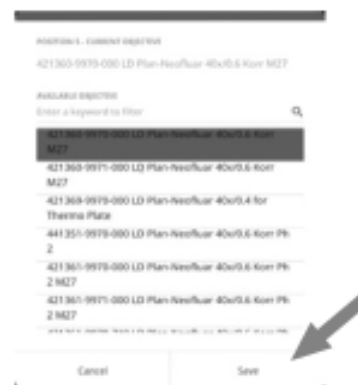 POSITION 5 - CURRENT OBJECTIVE
421360-9970-000 LD Plan-Neofluar 40x/0.6 Korr M27
AVAILABLE OBJECTIVE
Enter a keyword to filter
421360-9970-000 LD Plan-Neofluar 40x/0.6 Korr
M27
421360-9971-000 LD Plan-Neofluar 40x/0.6 Korr
M27
421369-9970-000 LD Plan-Neofluar 40x/0.4 for
Thermo Plate
441351-9970-000 LD Plan-Neofluar 40x/0.6 Korr Ph
2
421361-9970-000 LD Plan-Neofluar 40x/0.6 Korr Ph
2 M27
421361-9971-000 LD Plan-Neofluar 40x/0.6 Korr Ph
2 M27
Cancel
Save